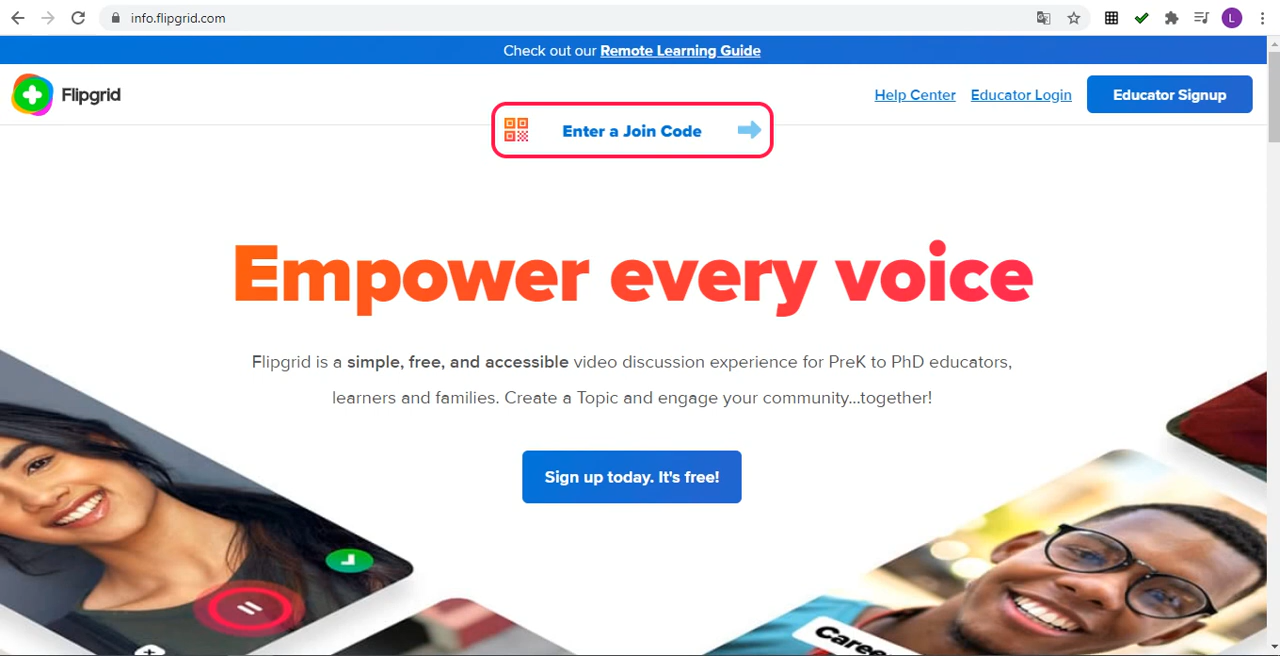 info.flipgrid.com
L
Check out our Remote Learning Guide
Flipgrid
Help Center
Educator Login
Educator Signup
Enter a Join Code
Empower every voice
Flipgrid is a simple, free, and accessible video discussion experience for PreK to PhD educators,
learners and families. Create a Topic and engage your community...together!
Sign up today. It's free!